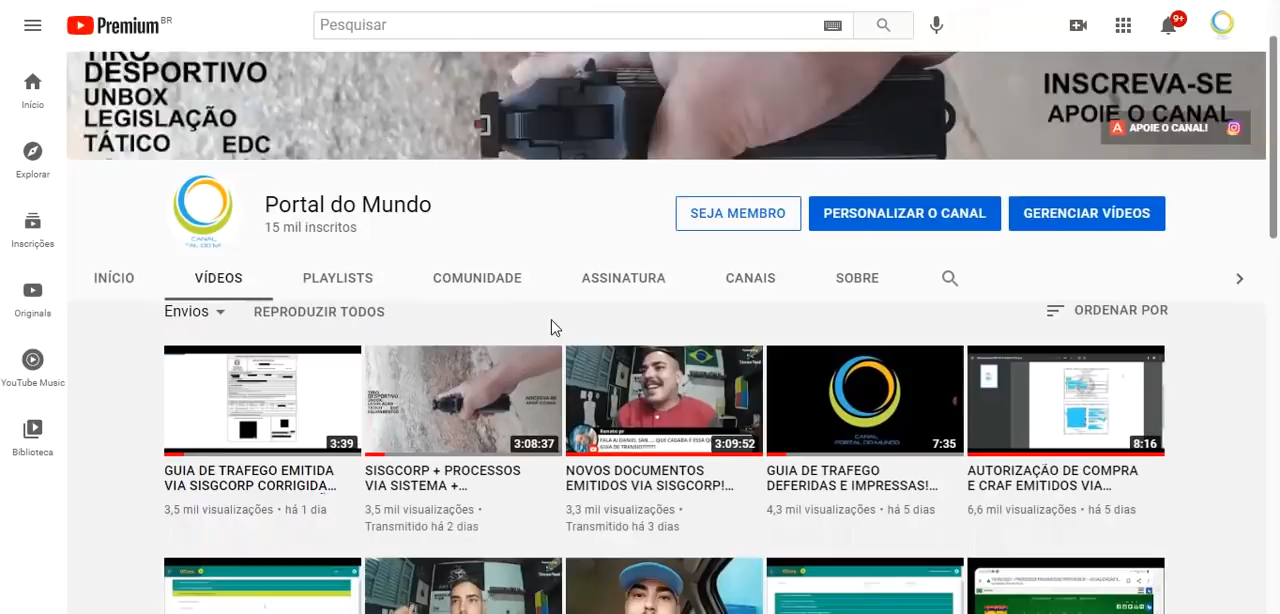 Premium BR
Pesquisar
9+
TIRO
DESPORTIVO
UNBOX
LEGISLAÇÃO
TÁTICO EDC
INSCREVA-SE
APOIE O CANAL
APOIE O CANAL!
Início
Explorar
Inscrições
Originals
YouTube Music
Biblioteca
CANAL
Portal do Mundo
15 mil inscritos
SEJA MEMBRO
PERSONALIZAR O CANAL
GERENCIAR VÍDEOS
INÍCIO
VÍDEOS
PLAYLISTS
COMUNIDADE
ASSINATURA
CANAIS
SOBRE
Envios
REPRODUZIR TODOS
ORDENAR POR
3:39
GUIA DE TRAFEGO EMITIDA
VIA SISGCORP CORRIGIDA...
3,5 mil visualizações • há 1 dia
3:08:37
SISGCORP + PROCESSOS
VIA SISTEMA +...
3,5 mil visualizações •
Transmitido há 2 dias
3:09:52
NOVOS DOCUMENTOS
EMITIDOS VIA SISGCORP!...
3,3 mil visualizações •
Transmitido há 3 dias
CANAL
PORTAL DO MUNDO
7:35
GUIA DE TRAFEGO
DEFERIDAS E IMPRESSAS!...
4,3 mil visualizações • há 5 dias
8:16
AUTORIZAÇÃO DE COMPRA
E CRAF EMITIDOS VIA...
6,6 mil visualizações • há 5 dias